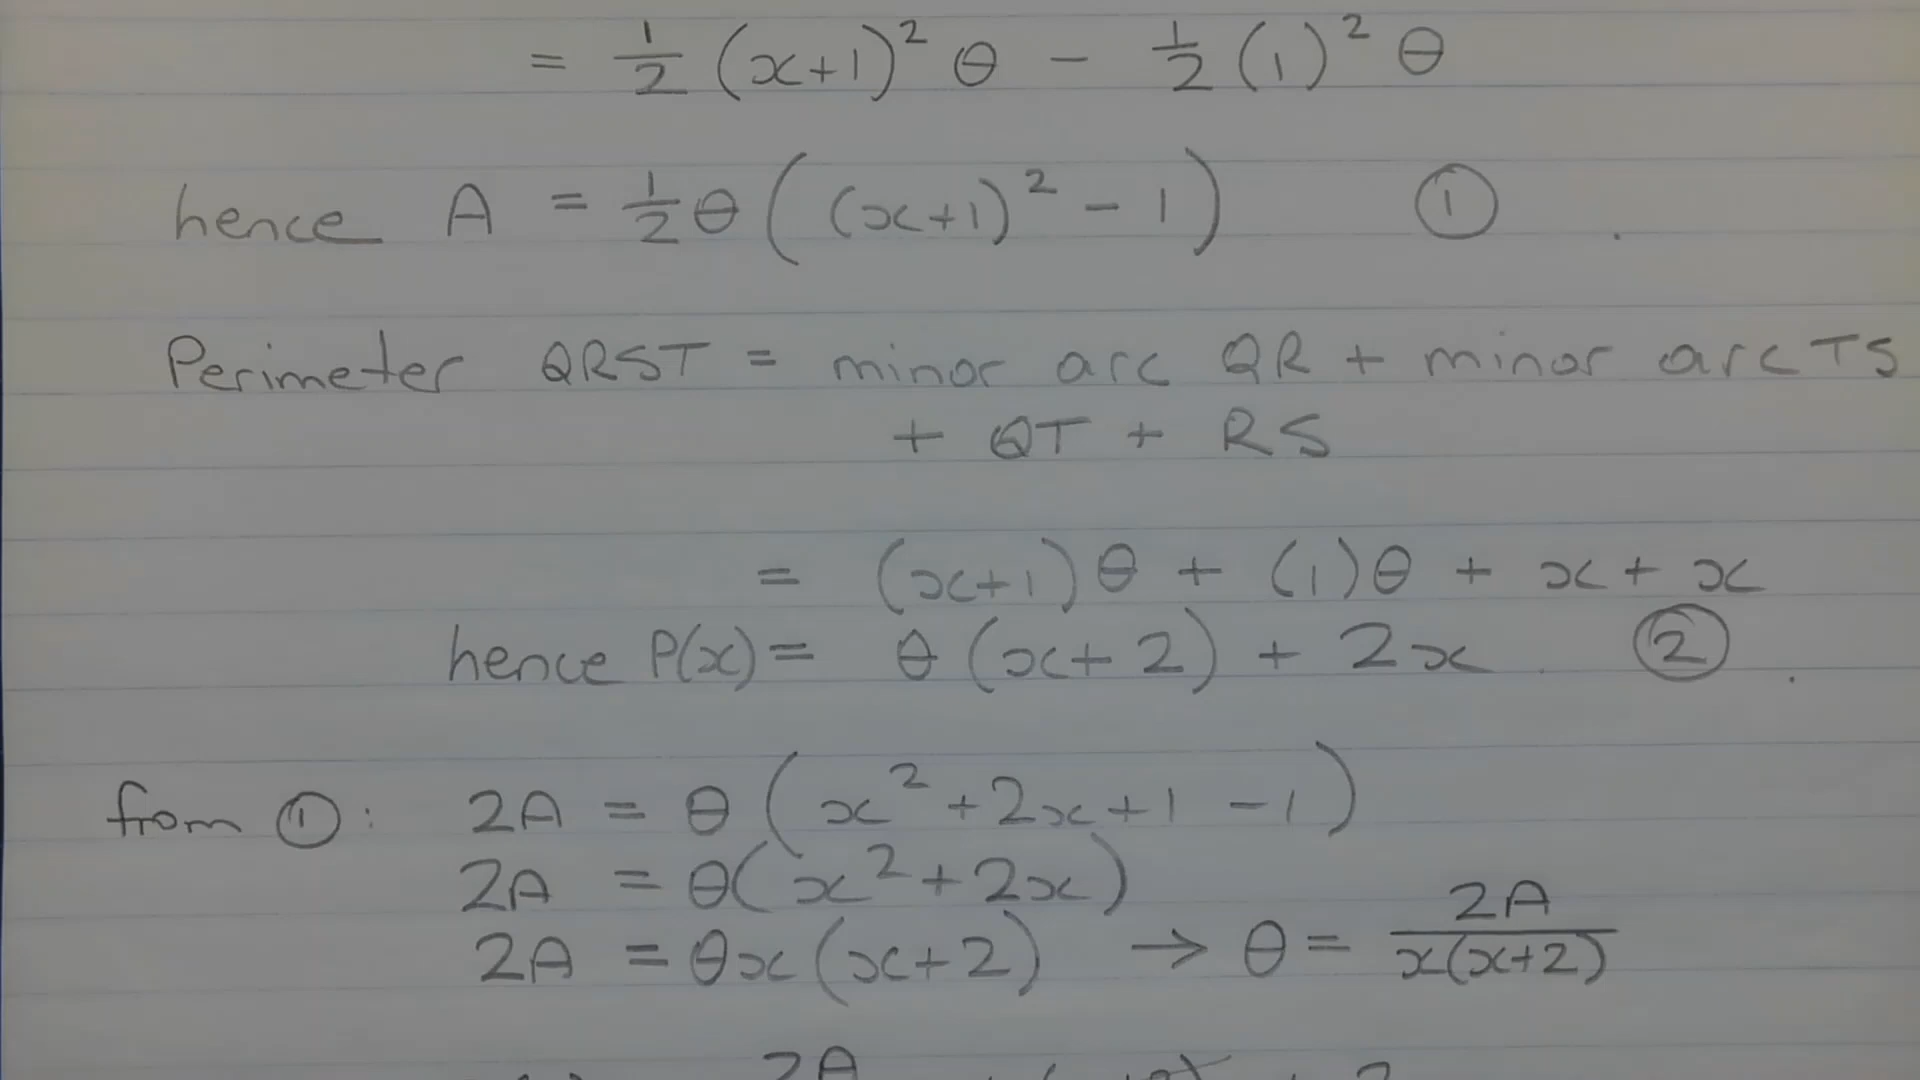 = 1/2 (x+1)² θ − 1/2 (1)² θ
hence A = 1/2 θ ((x+1)² − 1) ①
Perimeter QRST = minor arc QR + minor arc TS
+ QT + RS
= (x+1)θ + (1)θ + x + x
hence P(x) = θ(x+2) + 2x ②
from ①: 2A = θ(x² + 2x + 1 − 1)
2A = θ(x² + 2x)
2A = θx(x+2) → θ = 2A / x(x+2)
2A